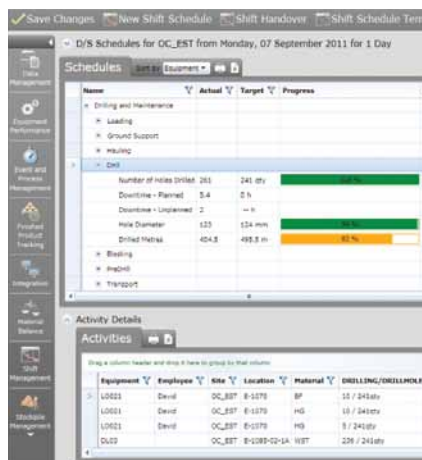 Save Changes New Shift Schedule Shift Handover Shift Schedule Tem
D/S Schedules for OC_EST from Monday, 07 September 2011 for 1 Day
Schedules Sort by Equipment
Name Actual Target Progress
Drilling and Maintenance
Loading
Ground Support
Hauling
Drill
Number of Holes Drilled 261 241 qty
Downtime - Planned 5.4 0 h
Downtime - Unplanned 2 -- h
Hole Diameter 123 124 mm
Drilled Metres 404.5 495.5 m
Blasting
Transport
Data Management
Equipment Performance
Event and Process Management
Finished Product Tracking
Integration
Material Balance
Shift Management
Stockpile Management
Activity Details
Activities
Drag a column header and drop it here to group by that column
Equipment Employee Site Location Material DRILLING/DRILLHOLE
LO021 David OC_EST E-1070 BF 10 / 241qty
LO021 David OC_EST E-1070 HG 10 / 241qty
LO021 David OC_EST E-1070 HG 5 / 241qty
DL03 OC_EST E-1085-02-1A WST 236 / 241qty